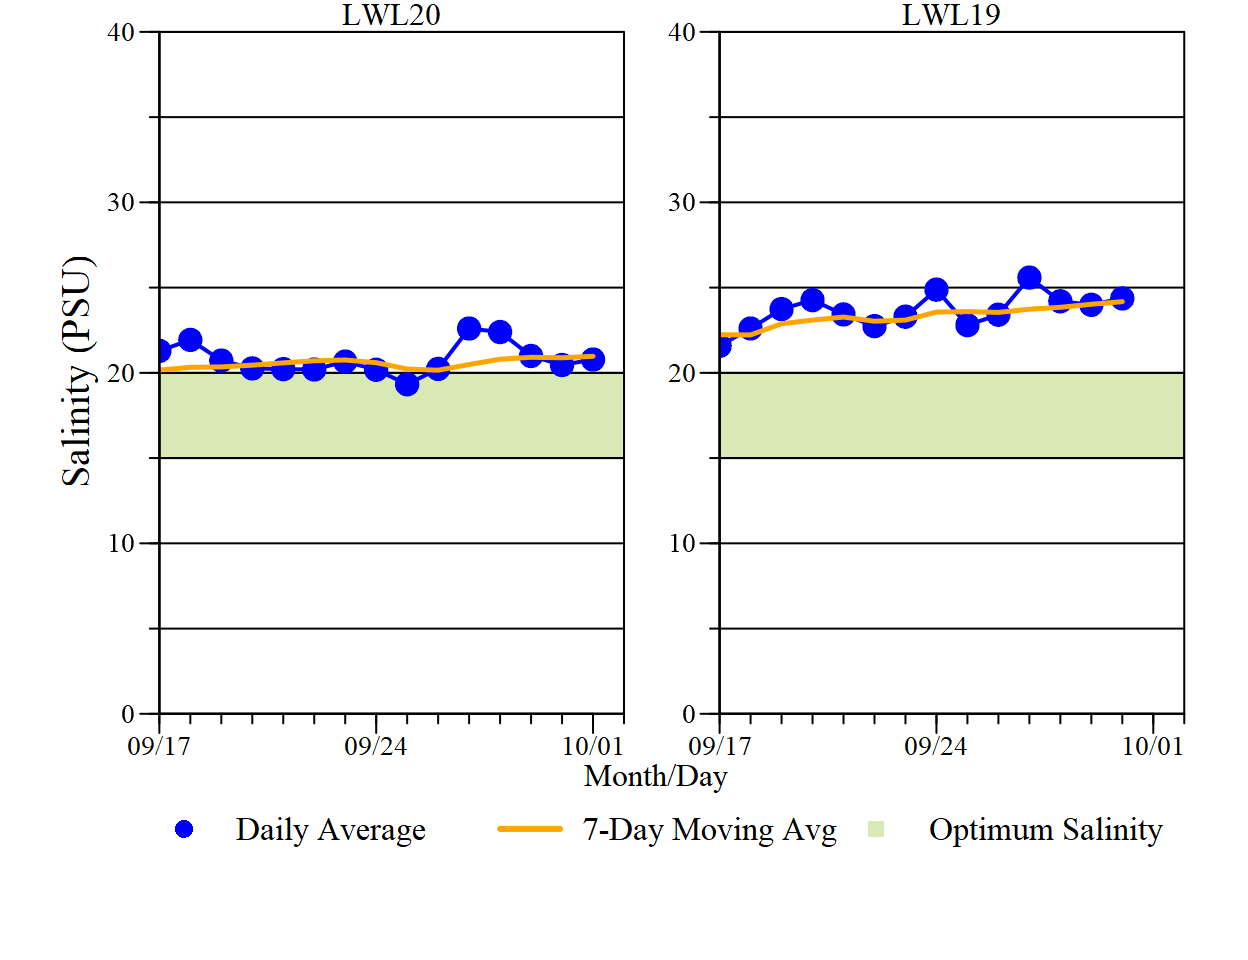 LWL20
LWL19
40
30
20
10
0
40
30
20
10
0
Salinity (PSU)
09/17
09/24
10/01
09/17
09/24
10/01
Month/Day
Daily Average
7-Day Moving Avg
Optimum Salinity